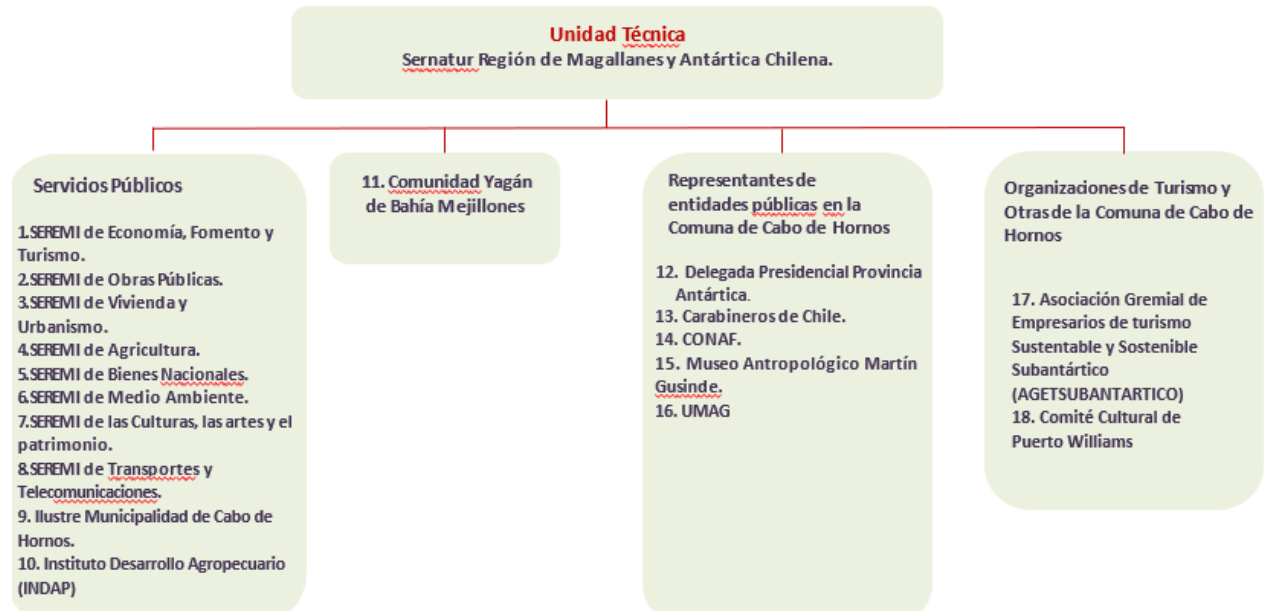 Unidad Técnica
Sernatur Región de Magallanes y Antártica Chilena.
Servicios Públicos
1.SEREMI de Economía, Fomento y
Turismo.
2.SEREMI de Obras Públicas.
3.SEREMI de Vivienda y
Urbanismo.
4.SEREMI de Agricultura.
5.SEREMI de Bienes Nacionales.
6.SEREMI de Medio Ambiente.
7.SEREMI de las Culturas, las artes y el
patrimonio.
8.SEREMI de Transportes y
Telecomunicaciones.
9. Ilustre Municipalidad de Cabo de
Hornos.
10. Instituto Desarrollo Agropecuario
(INDAP)
11. Comunidad Yagán
de Bahía Mejillones
Representantes de
entidades públicas en la
Comuna de Cabo de Hornos
12. Delegada Presidencial Provincia
Antártica.
13. Carabineros de Chile.
14. CONAF.
15. Museo Antropológico Martín
Gusinde.
16. UMAG
Organizaciones de Turismo y
Otras de la Comuna de Cabo de
Hornos
17. Asociación Gremial de
Empresarios de turismo
Sustentable y Sostenible
Subantártico
(AGETSUBANTARTICO)
18. Comité Cultural de
Puerto Williams